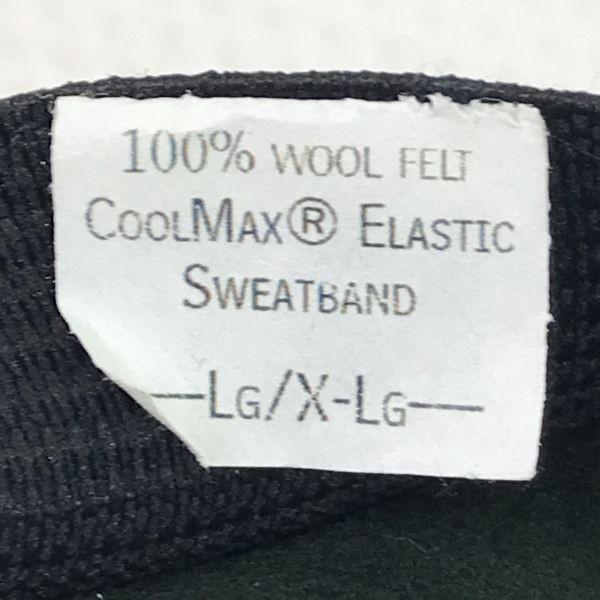 100% WOOL FELT
COOLMAX® ELASTIC
SWEATBAND
—LG/X-LG—